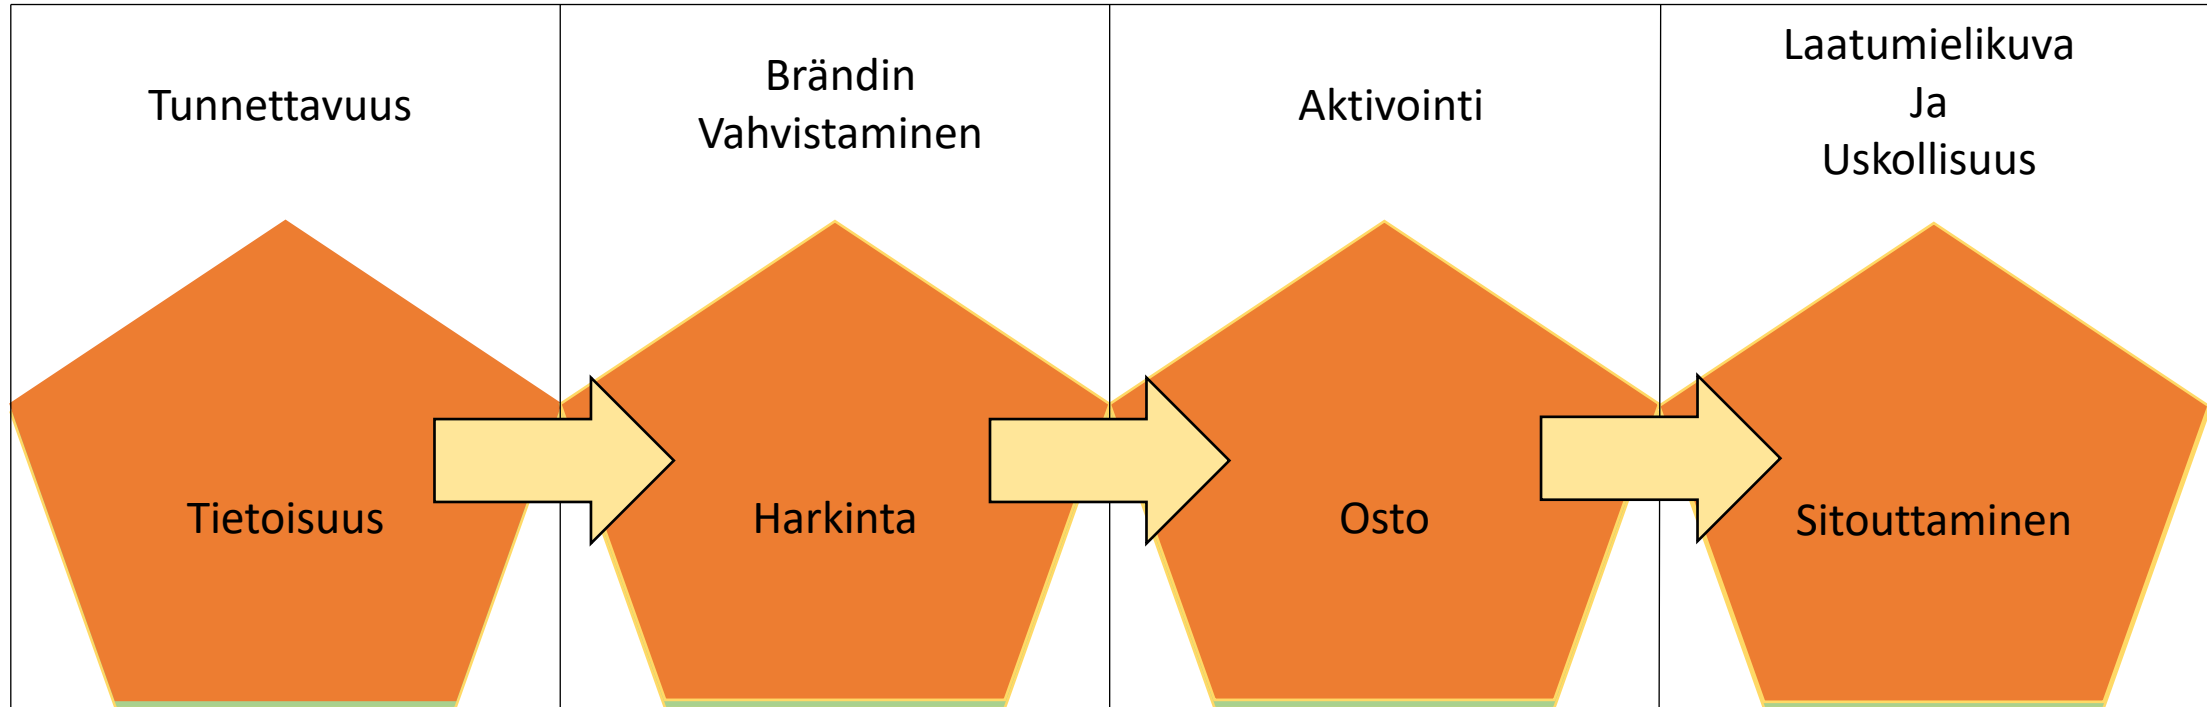 Tunnettavuus
Brändin
Vahvistaminen
Aktivointi
Laatumielikuva
Ja
Uskollisuus
Tietoisuus
Harkinta
Osto
Sitouttaminen